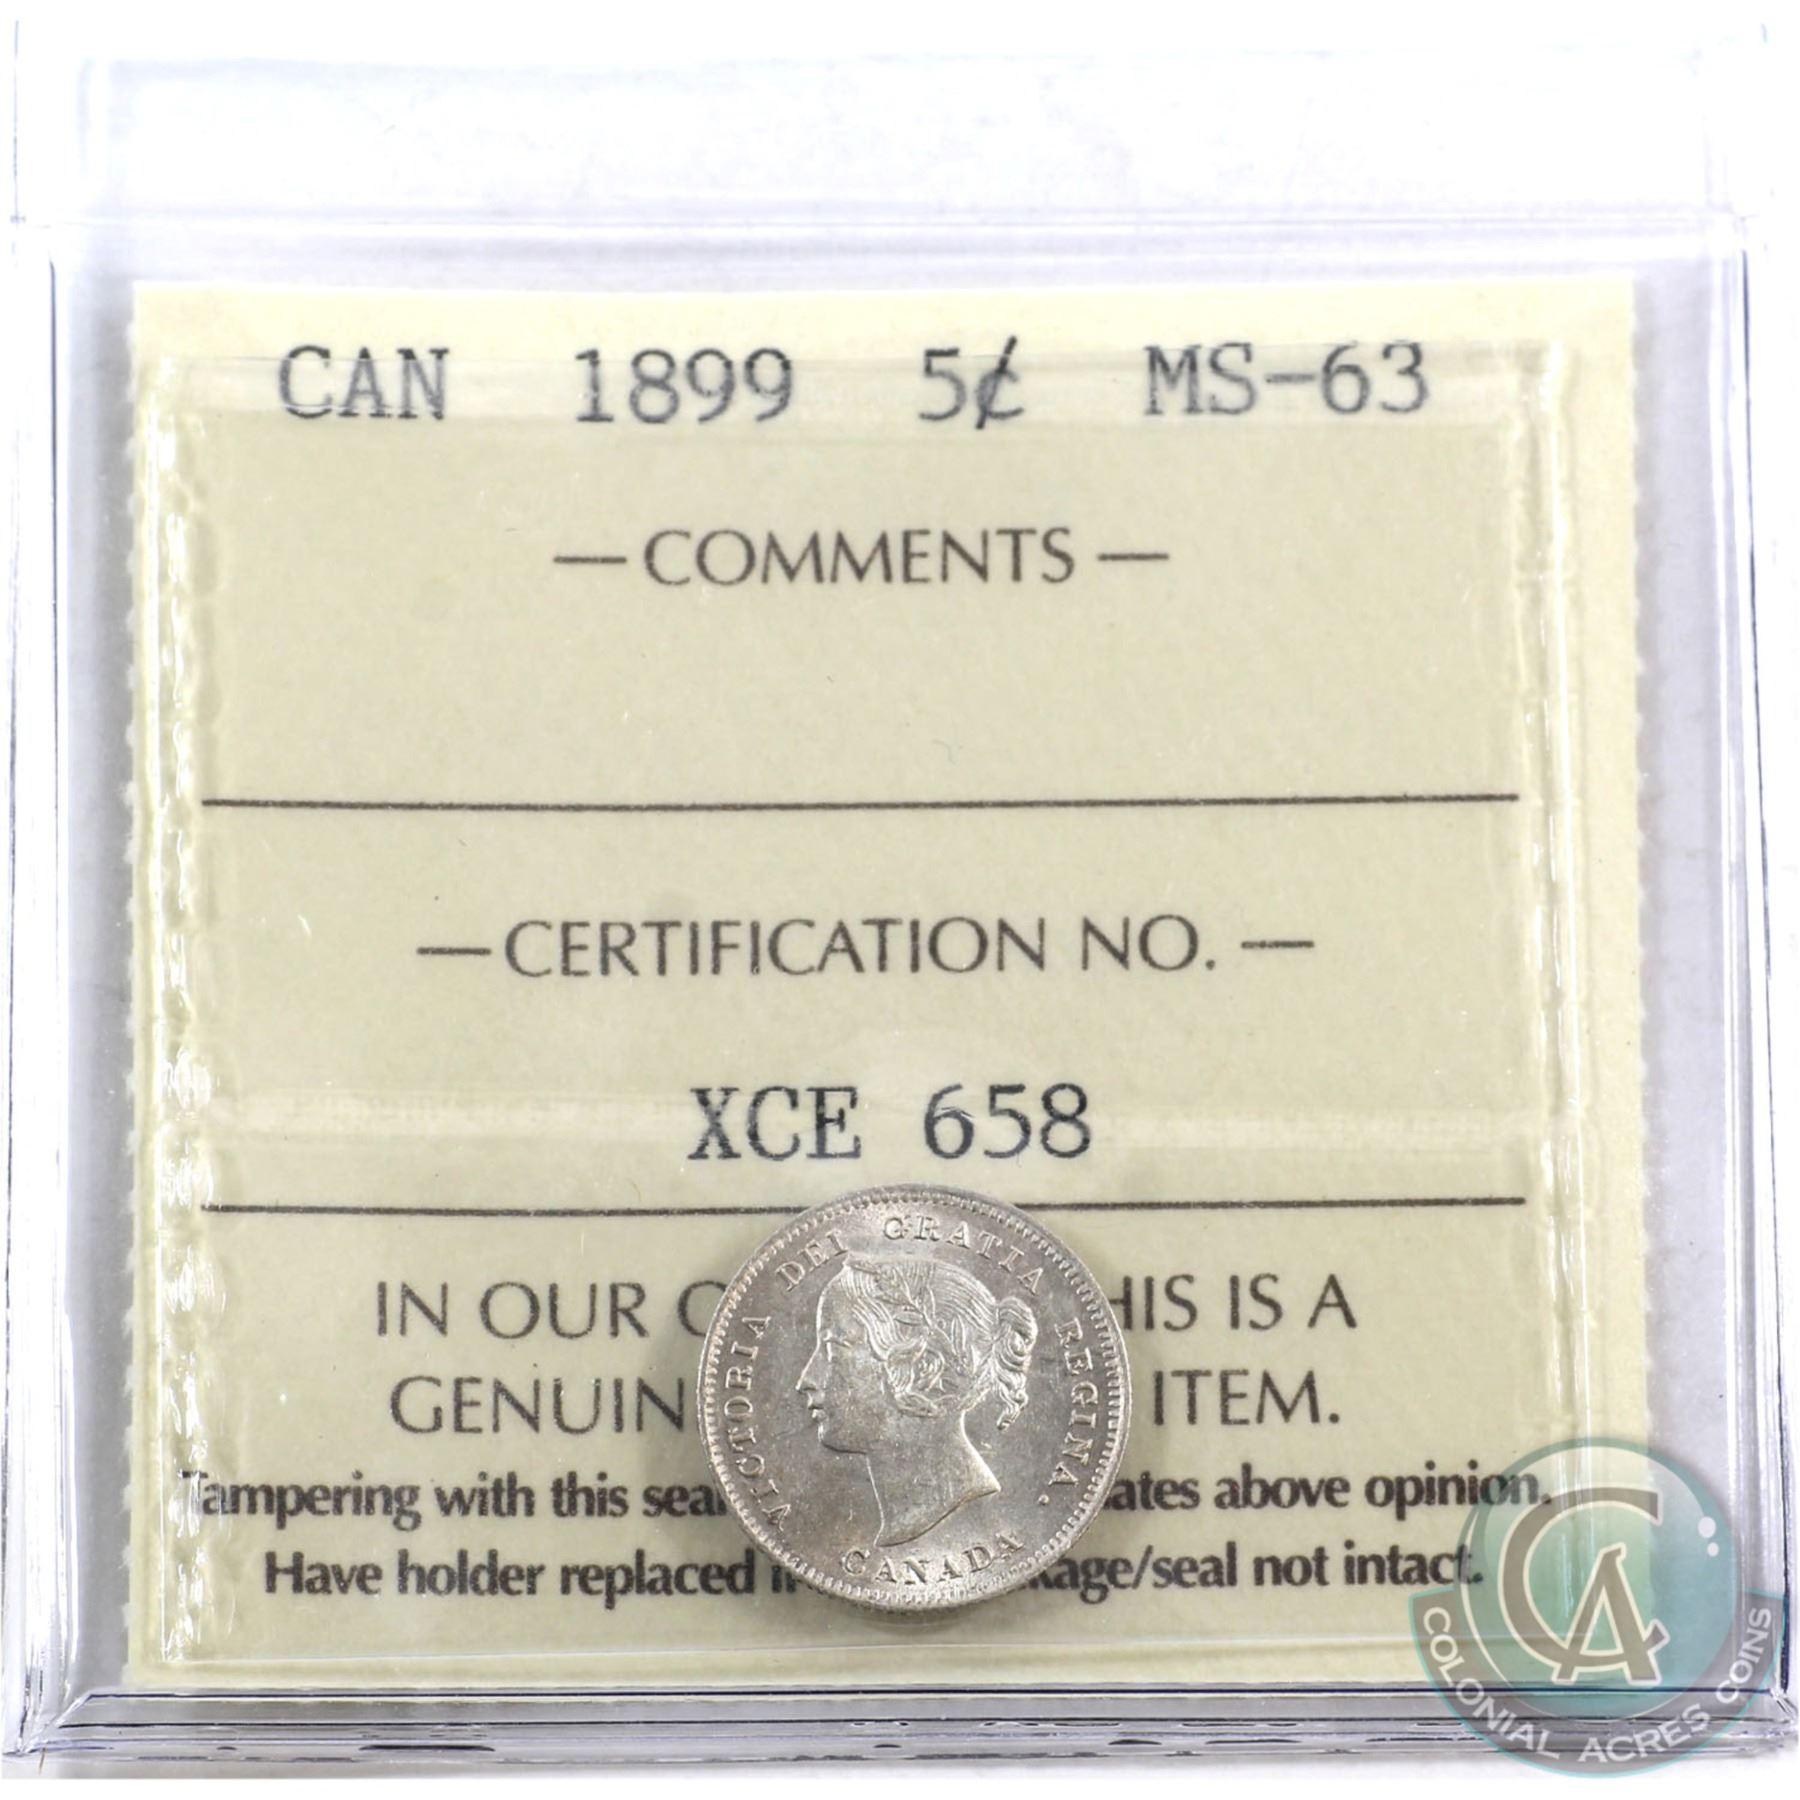 CAN 1899 5¢ MS-63
— COMMENTS —
— CERTIFICATION NO. —
XCE 658
IN OUR HIS IS A
GENUIN ITEM.
Tampering with this sea ates above opinion.
Have holder replaced kage/seal not intact.
VICTORIA DEI GRATIA REGINA.
CANADA
CA
COLONIAL ACRES COINS